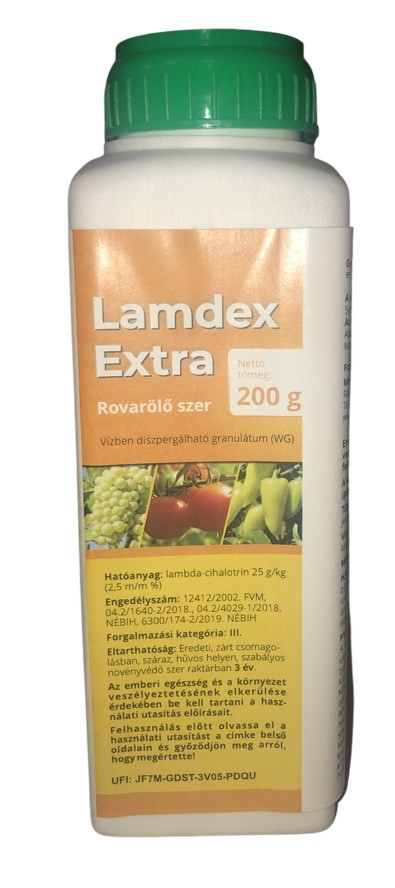 Lamdex
Extra
Nettó
tömeg:
200 g
Rovarölő szer
Vízben diszpergálható granulátum (WG)
Hatóanyag: lambda-cihalotrin 25 g/kg
(2,5 m/m %)
Engedélyszám: 12412/2002. FVM,
04.2/1640-2/2018., 04.2/4029-1/2018.
NÉBIH, 6300/174-2/2019. NÉBIH
Forgalmazási kategória: III.
Eltarthatóság: Eredeti, zárt csomago-
lásban, száraz, hűvös helyen, szabályos
növényvédő szer raktárban 3 év.
Az emberi egészség és a környezet
veszélyeztetésének elkerülése
érdekében be kell tartani a hasz-
nálati utasítás előírásait.
Felhasználás előtt olvassa el a
használati utasítást a címke belső
oldalain és győződjön meg arról,
hogy megértette!
UFI: JF7M-GDST-3V05-PDQU